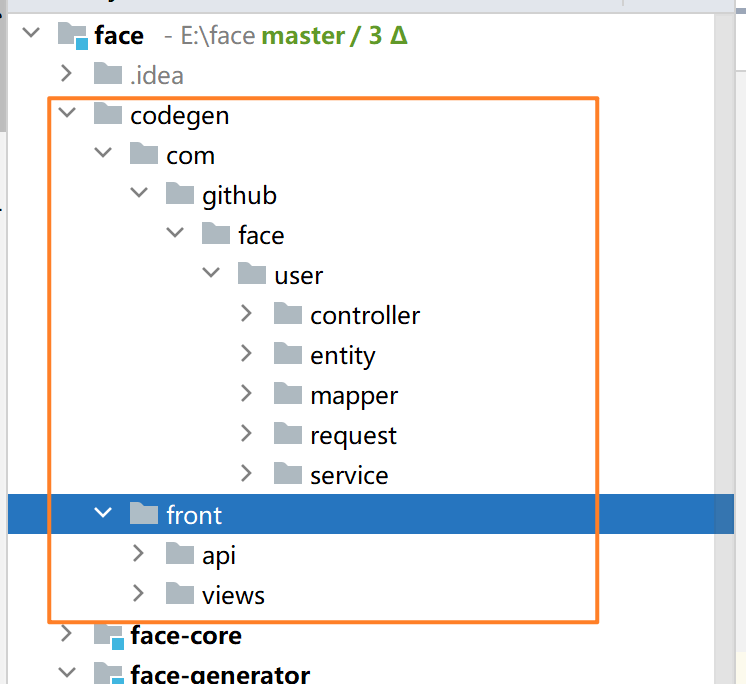 face - E:\face master / 3 Δ
.idea
codegen
com
github
face
user
controller
entity
mapper
request
service
front
api
views
face-core
face-generator